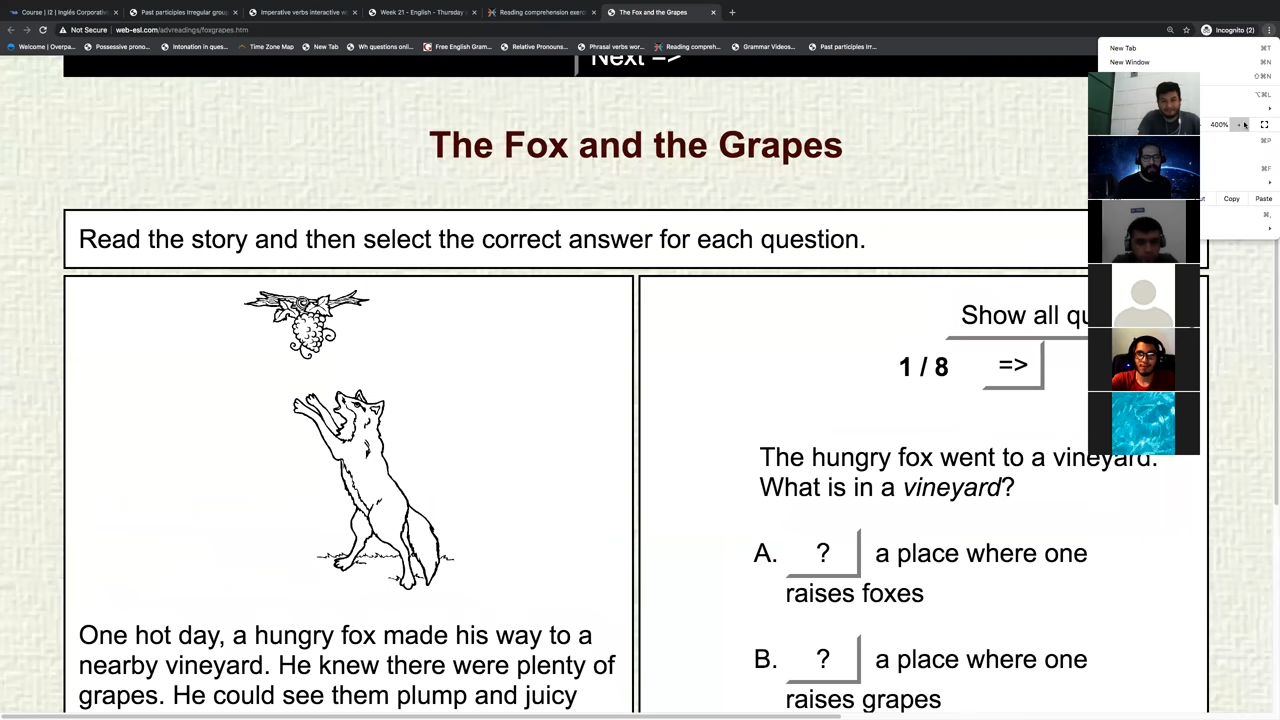 Course | I2 | Inglés Corporativ
Past participles Irregular grou
Imperative verbs interactive w
Week 21 - English - Thursday
Reading comprehension exerc
The Fox and the Grapes
Not Secure | web-esl.com/advreadings/foxgrapes.htm
Incognito (2)
Welcome | Overpa...
Possessive prono...
Intonation in ques...
Time Zone Map
New Tab
Wh questions onli...
Free English Gram...
Relative Pronouns...
Phrasal verbs wor...
Reading compreh...
Grammar Videos...
Past participles Irr...
New Tab ⌘T
New Window ⌘N
⇧⌘N
⌥⌘L
400% +
⌘P
⌘F
Copy Paste
⌘,
Next =>
The Fox and the Grapes
Read the story and then select the correct answer for each question.
Show all qu
1 / 8 =>
The hungry fox went to a vineyard.
What is in a vineyard?
A. ? a place where one
raises foxes
B. ? a place where one
raises grapes
One hot day, a hungry fox made his way to a
nearby vineyard. He knew there were plenty of
grapes. He could see them plump and juicy